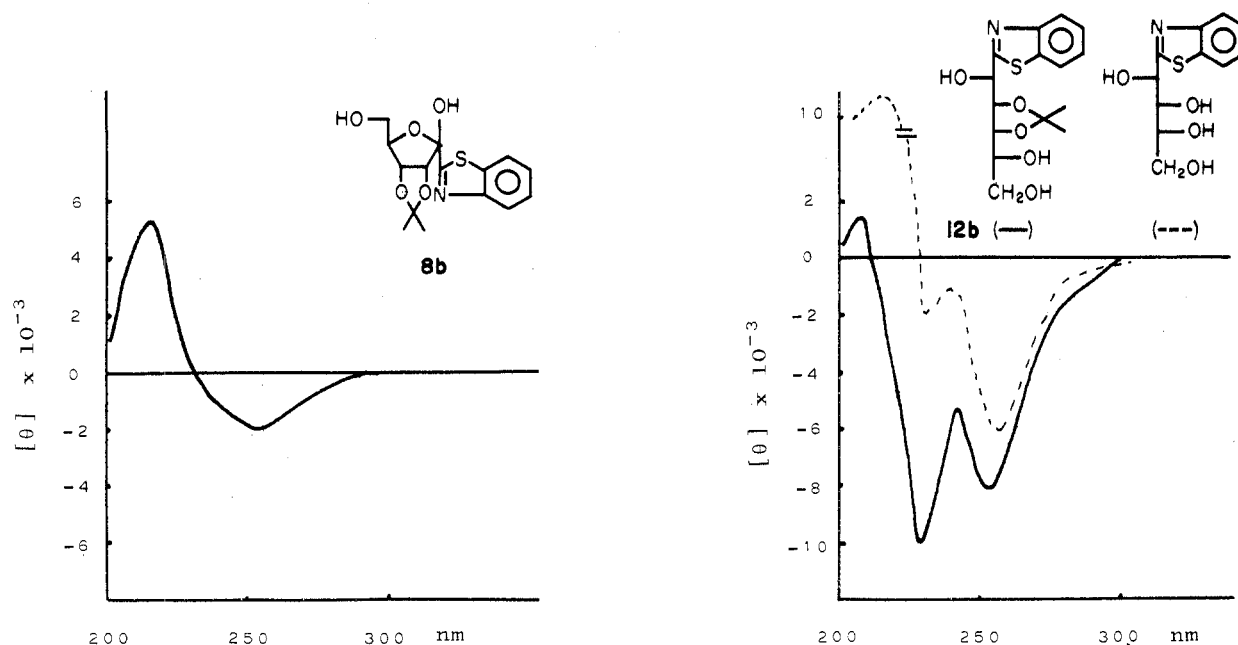 HO
O
OH
S
N
O
O
8b
6
4
2
0
-2
-4
-6
[θ] x 10⁻³
200
250
300
nm
N
S
HO
O
O
OH
CH₂OH
12b (—)
N
S
HO
OH
OH
CH₂OH
(---)
10
2
0
-2
-4
-6
-8
-10
[θ] x 10⁻³
200
250
300
nm